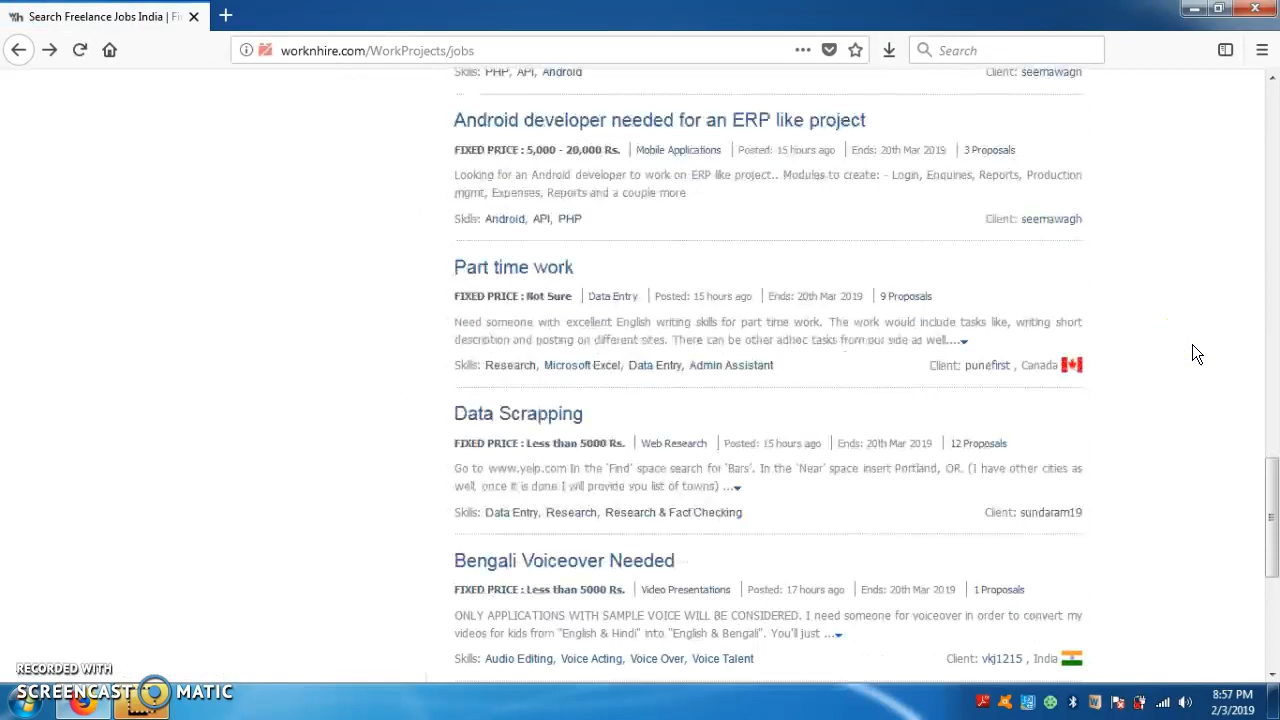 Search Freelance Jobs India | Fi
worknhire.com/WorkProjects/jobs
Search
Skills: PHP, API, Android Client: seemawagh
Android developer needed for an ERP like project
FIXED PRICE : 5,000 - 20,000 Rs. Mobile Applications Posted: 15 hours ago Ends: 20th Mar 2019 3 Proposals
Looking for an Android developer to work on ERP like project.. Modules to create: - Login, Enquires, Reports, Production
mgmt, Expenses, Reports and a couple more
Skills: Android, API, PHP Client: seemawagh
Part time work
FIXED PRICE : Not Sure Data Entry Posted: 15 hours ago Ends: 20th Mar 2019 9 Proposals
Need someone with excellent English writing skills for part time work. The work would include tasks like, writing short
description and posting on different sites. There can be other adhoc tasks from our side as well....
Skills: Research, Microsoft Excel, Data Entry, Admin Assistant Client: punefirst , Canada
Data Scrapping
FIXED PRICE : Less than 5000 Rs. Web Research Posted: 15 hours ago Ends: 20th Mar 2019 12 Proposals
Go to www.yelp.com In the 'Find' space search for 'Bars'. In the 'Near' space insert Portland, OR. (I have other cities as
well, once it is done I will provide you list of towns) ...
Skills: Data Entry, Research, Research & Fact Checking Client: sundaram19
Bengali Voiceover Needed
FIXED PRICE : Less than 5000 Rs. Video Presentations Posted: 17 hours ago Ends: 20th Mar 2019 1 Proposals
ONLY APPLICATIONS WITH SAMPLE VOICE WILL BE CONSIDERED. I need someone for voiceover in order to convert my
videos for kids from "English & Hindi" into "English & Bengali". You'll just ...
Skills: Audio Editing, Voice Acting, Voice Over, Voice Talent Client: vkj1215 , India
RECORDED WITH
SCREENCAST MATIC
8:57 PM
2/3/2019